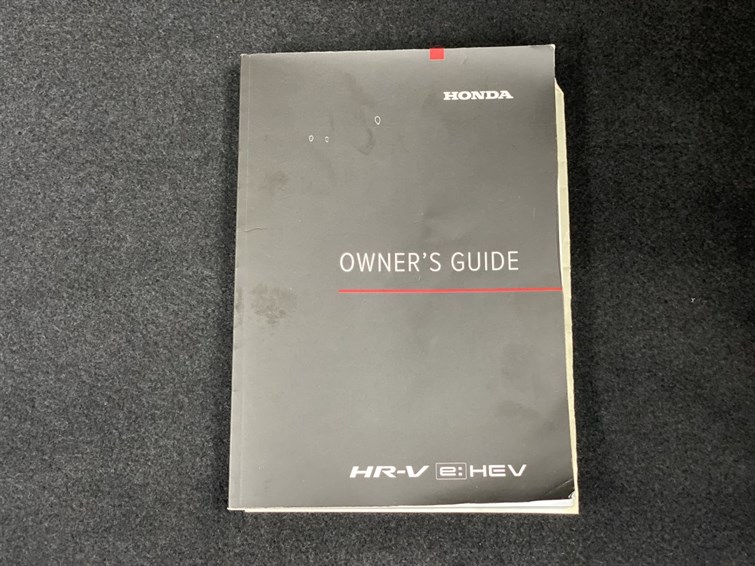 HONDA
OWNER'S GUIDE
HR-V e:HEV